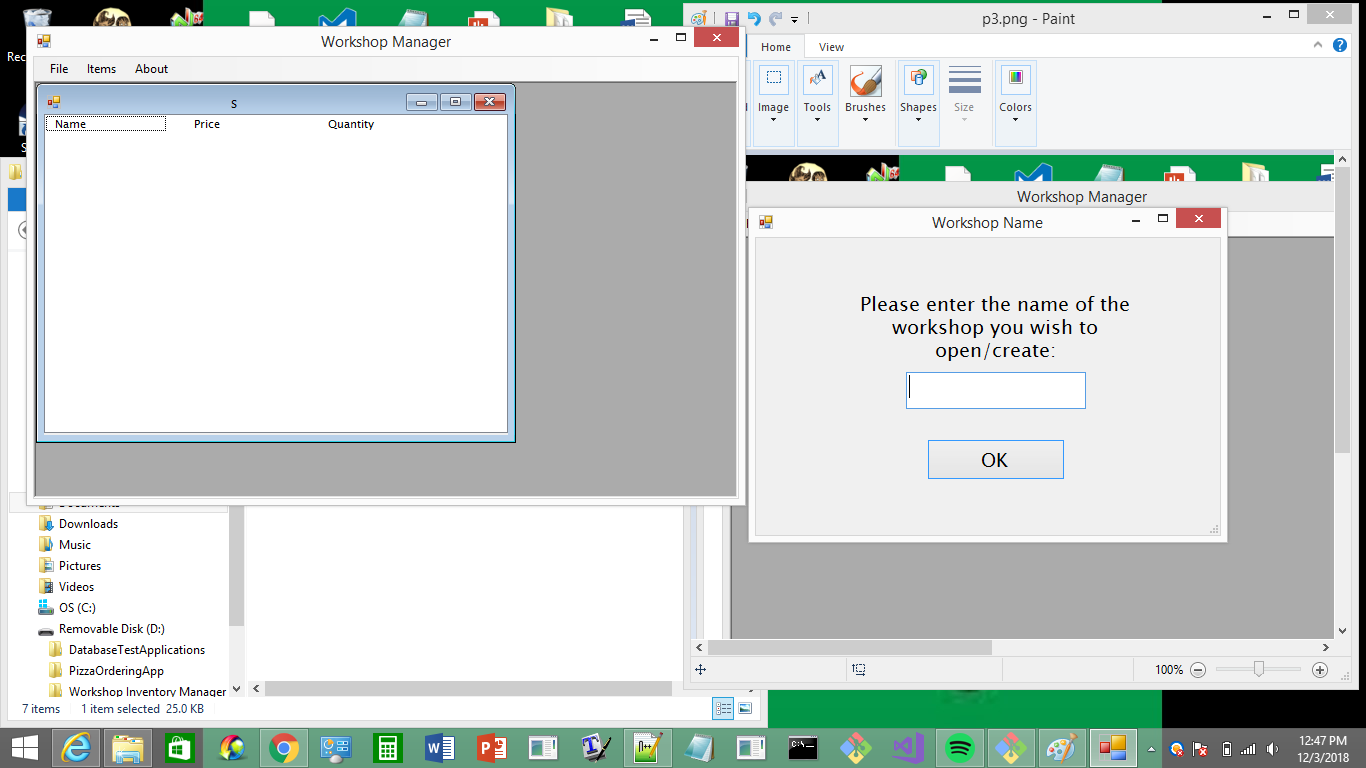 Rec
S
Workshop Manager
File Items About
s
Name Price Quantity
p3.png - Paint
Home View
Image Tools Brushes Shapes Size Colors
Workshop Manager
Workshop Name
Please enter the name of the
workshop you wish to
open/create:
OK
Documents
Downloads
Music
Pictures
Videos
OS (C:)
Removable Disk (D:)
DatabaseTestApplications
PizzaOrderingApp
Workshop Inventory Manager
7 items 1 item selected 25.0 KB
100%
12:47 PM
12/3/2018